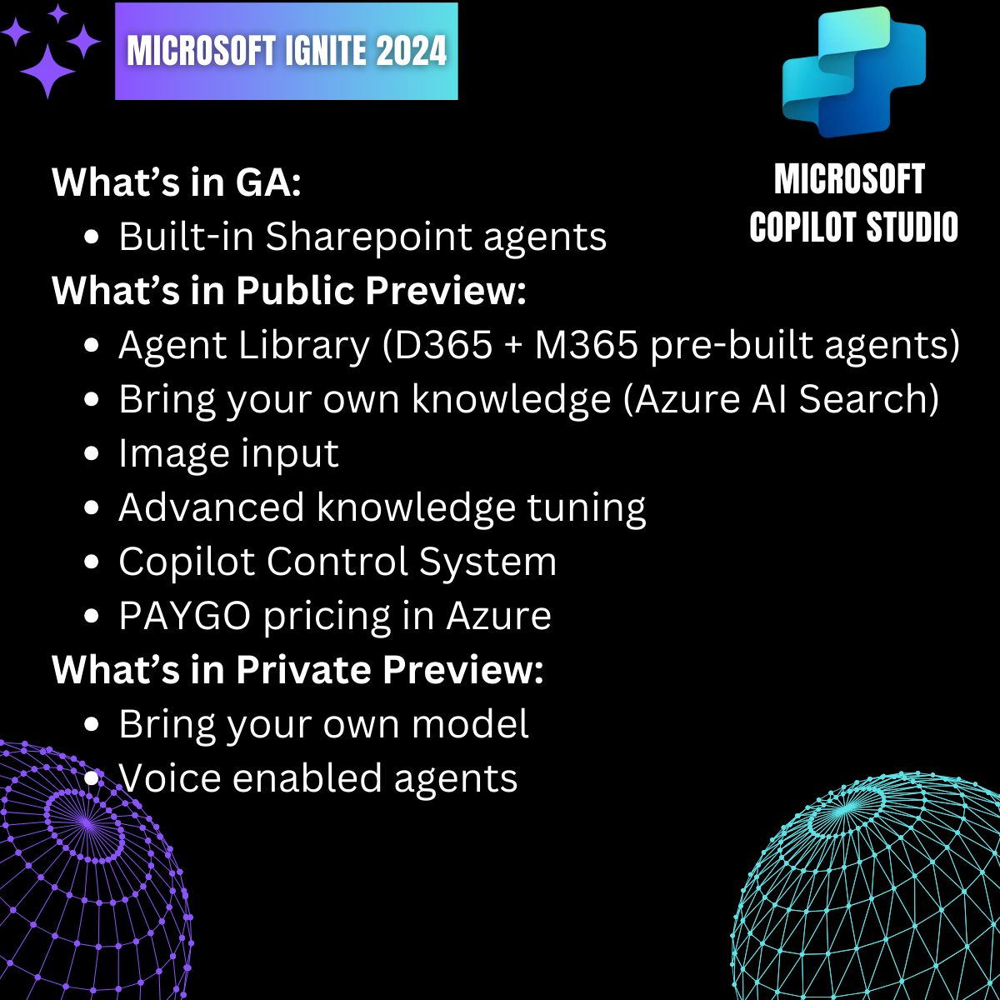 MICROSOFT IGNITE 2024
MICROSOFT
COPILOT STUDIO
What’s in GA:
• Built-in Sharepoint agents
What’s in Public Preview:
• Agent Library (D365 + M365 pre-built agents)
• Bring your own knowledge (Azure AI Search)
• Image input
• Advanced knowledge tuning
• Copilot Control System
• PAYGO pricing in Azure
What’s in Private Preview:
• Bring your own model
• Voice enabled agents